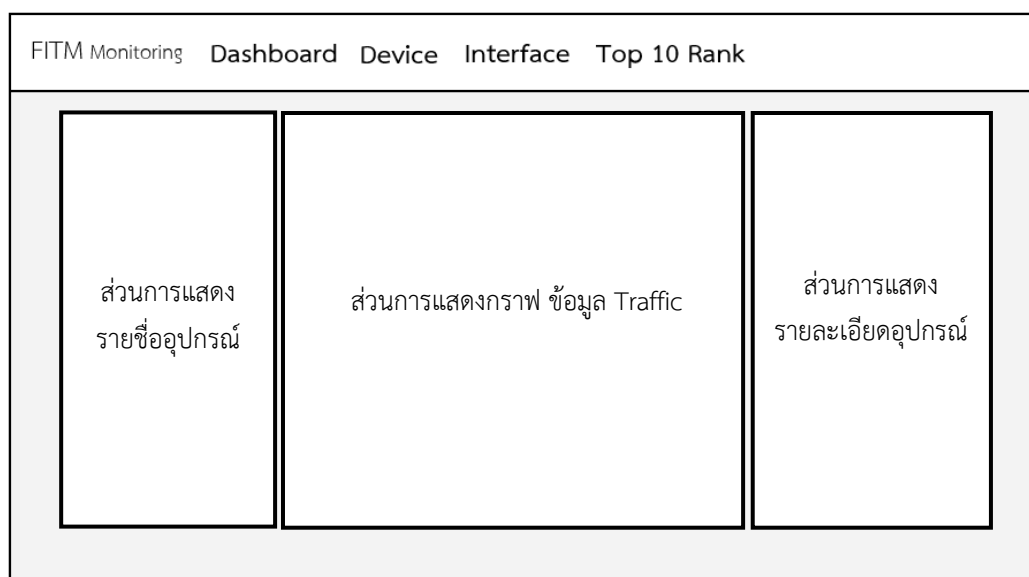 FITM Monitoring Dashboard Device Interface Top 10 Rank
ส่วนการแสดง
รายชื่ออุปกรณ์
ส่วนการแสดงกราฟ ข้อมูล Traffic
ส่วนการแสดง
รายละเอียดอุปกรณ์